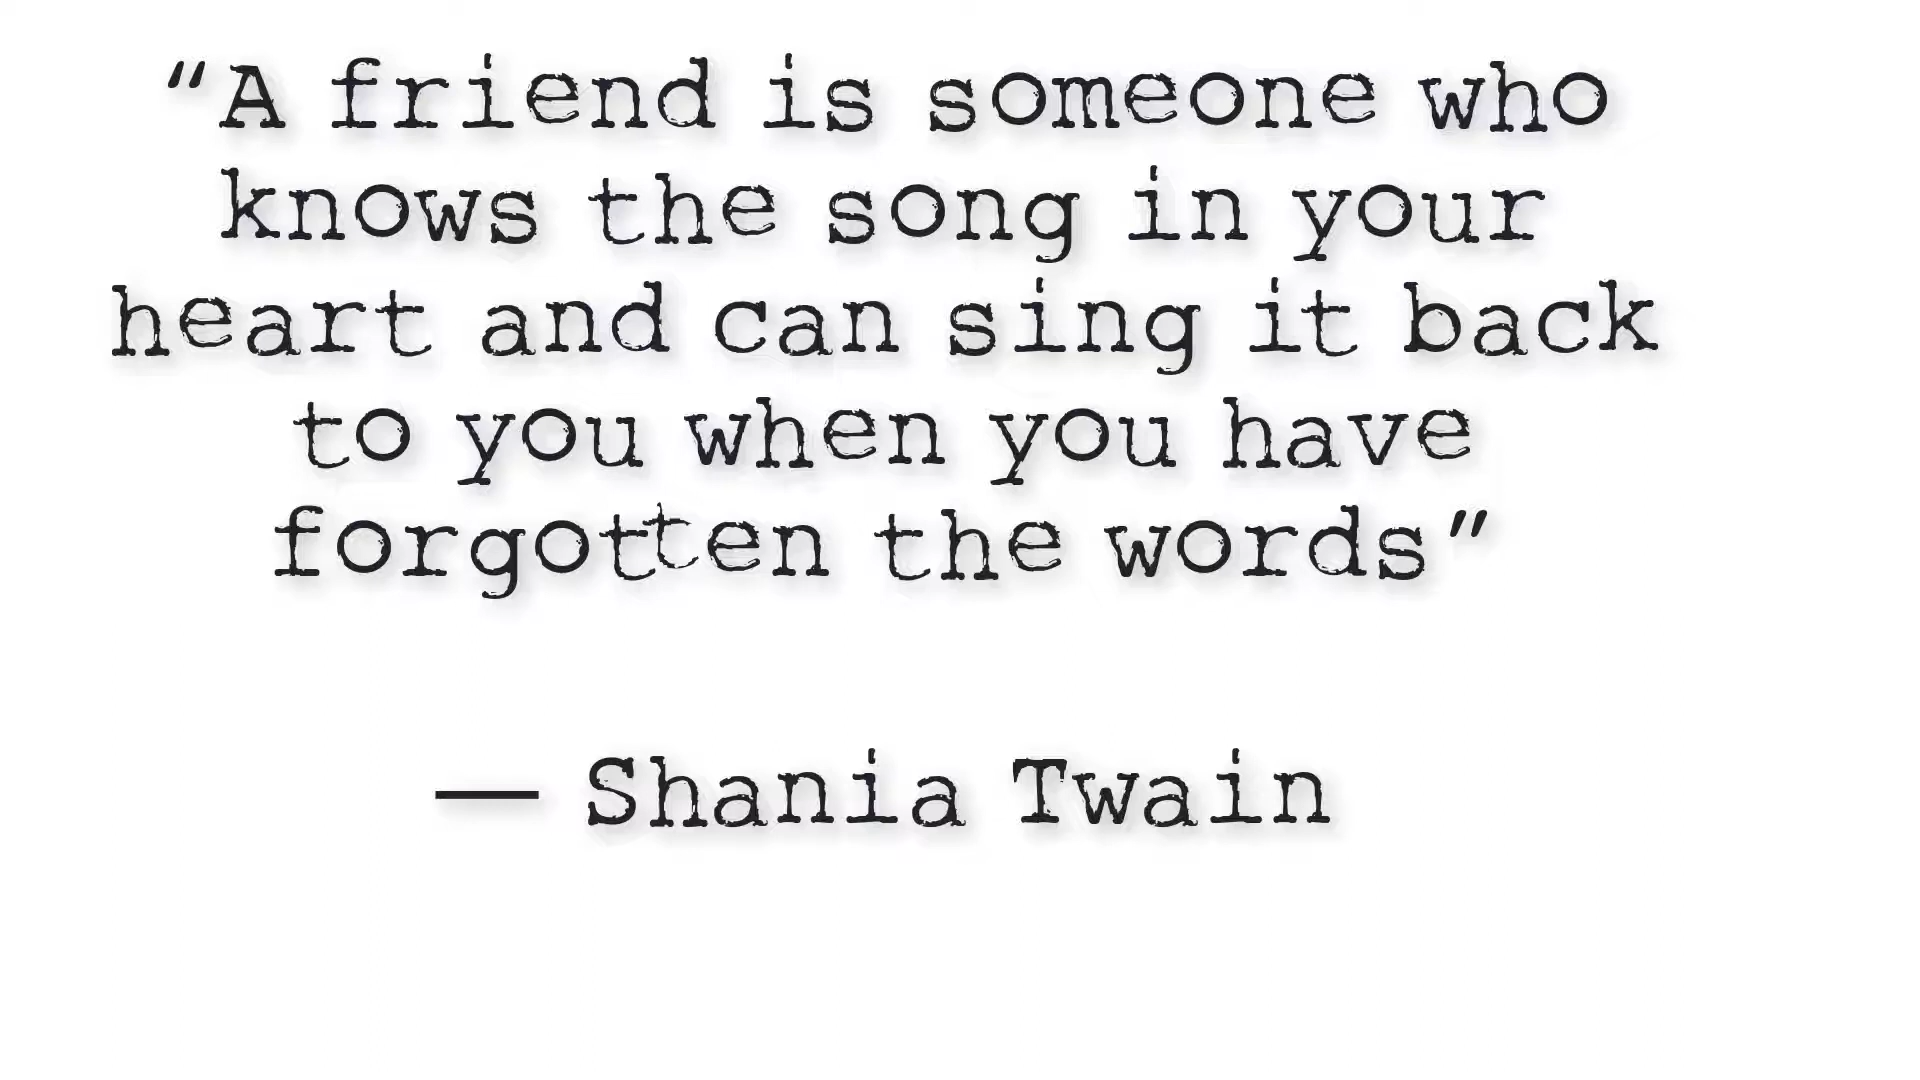 “A friend is someone who
knows the song in your
heart and can sing it back
to you when you have
forgotten the words”
— Shania Twain